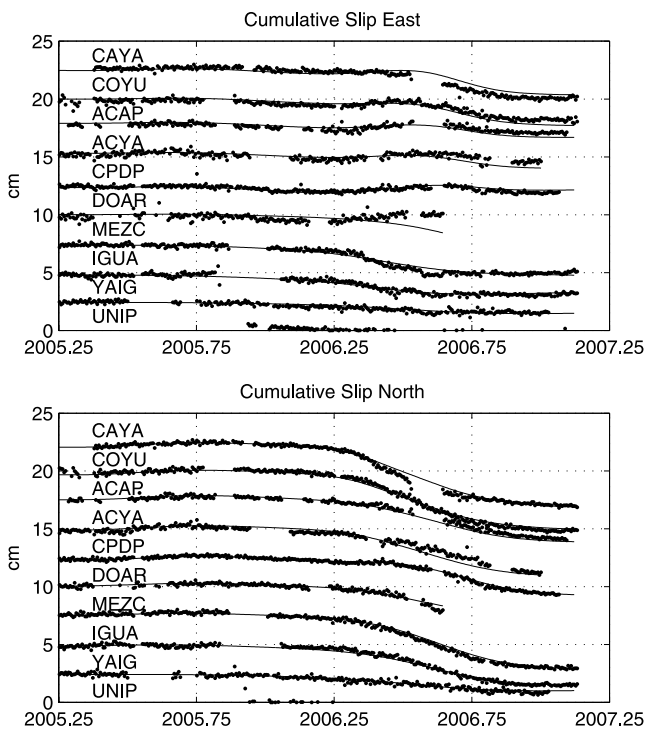 Cumulative Slip East
25
20
15
10
5
0
cm
CAYA
COYU
ACAP
ACYA
CPDP
DOAR
MEZC
IGUA
YAIG
UNIP
2005.25 2005.75 2006.25 2006.75 2007.25
Cumulative Slip North
25
20
15
10
5
0
cm
CAYA
COYU
ACAP
ACYA
CPDP
DOAR
MEZC
IGUA
YAIG
UNIP
2005.25 2005.75 2006.25 2006.75 2007.25